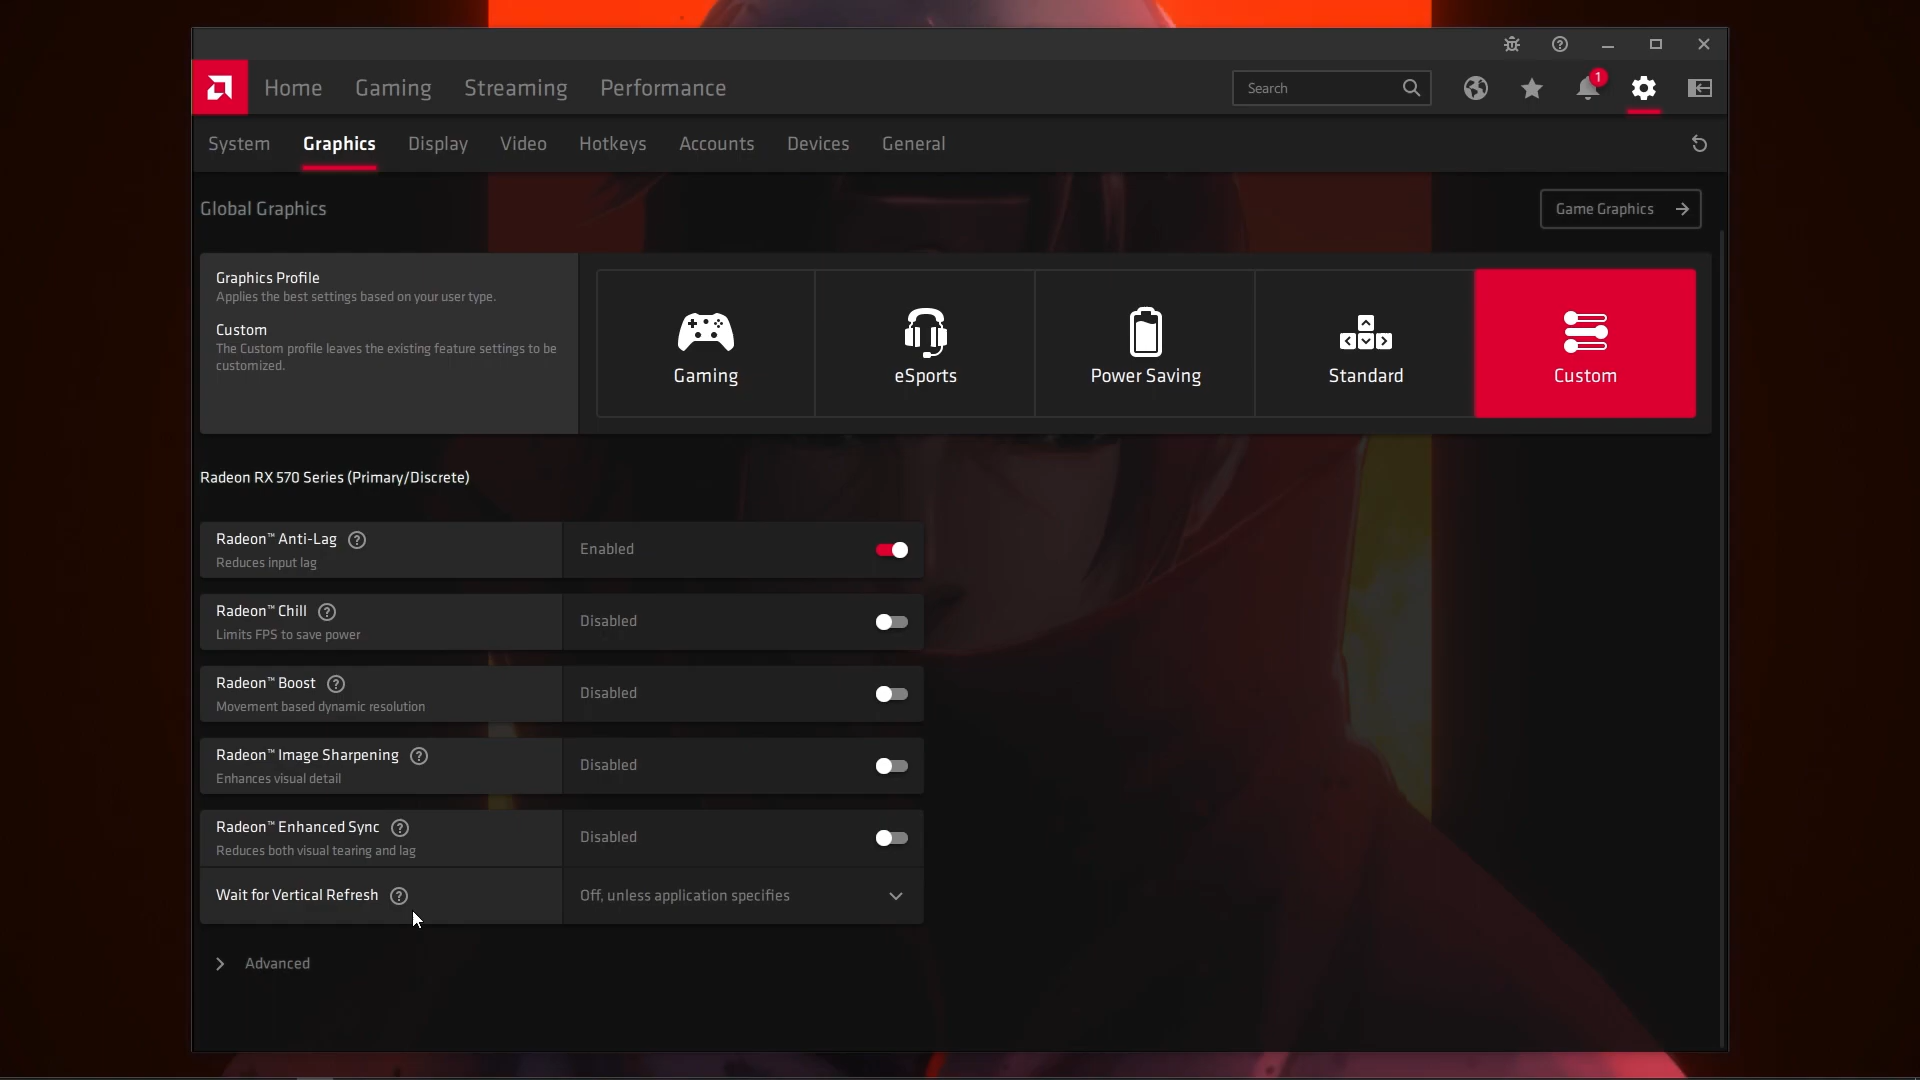 Home Gaming Streaming Performance Search 1
System Graphics Display Video Hotkeys Accounts Devices General
Global Graphics Game Graphics
Graphics Profile
Applies the best settings based on your user type.
Custom
The Custom profile leaves the existing feature settings to be
customized.
Gaming eSports Power Saving Standard Custom
Radeon RX 570 Series (Primary/Discrete)
Radeon™ Anti-Lag
Reduces input lag
Enabled
Radeon™ Chill
Limits FPS to save power
Disabled
Radeon™ Boost
Movement based dynamic resolution
Disabled
Radeon™ Image Sharpening
Enhances visual detail
Disabled
Radeon™ Enhanced Sync
Reduces both visual tearing and lag
Disabled
Wait for Vertical Refresh
Off, unless application specifies
Advanced